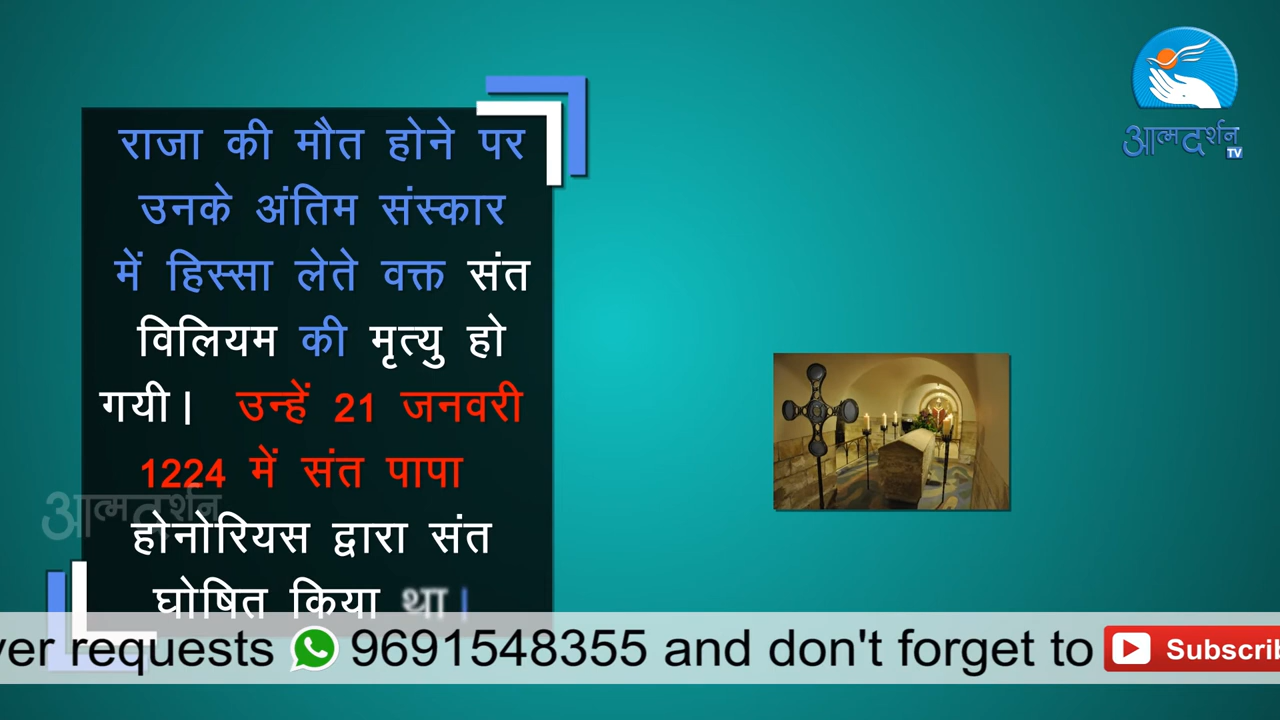 राजा की मौत होने पर
उनके अंतिम संस्कार
में हिस्सा लेते वक्त संत
विलियम की मृत्यु हो
गयी। उन्हें 21 जनवरी
1224 में संत पापा
होनोरियस द्वारा संत
घोषित किया था।
आत्मदर्शन
TV
आत्मदर्शन
yer requests 9691548355 and don't forget to Subscrib